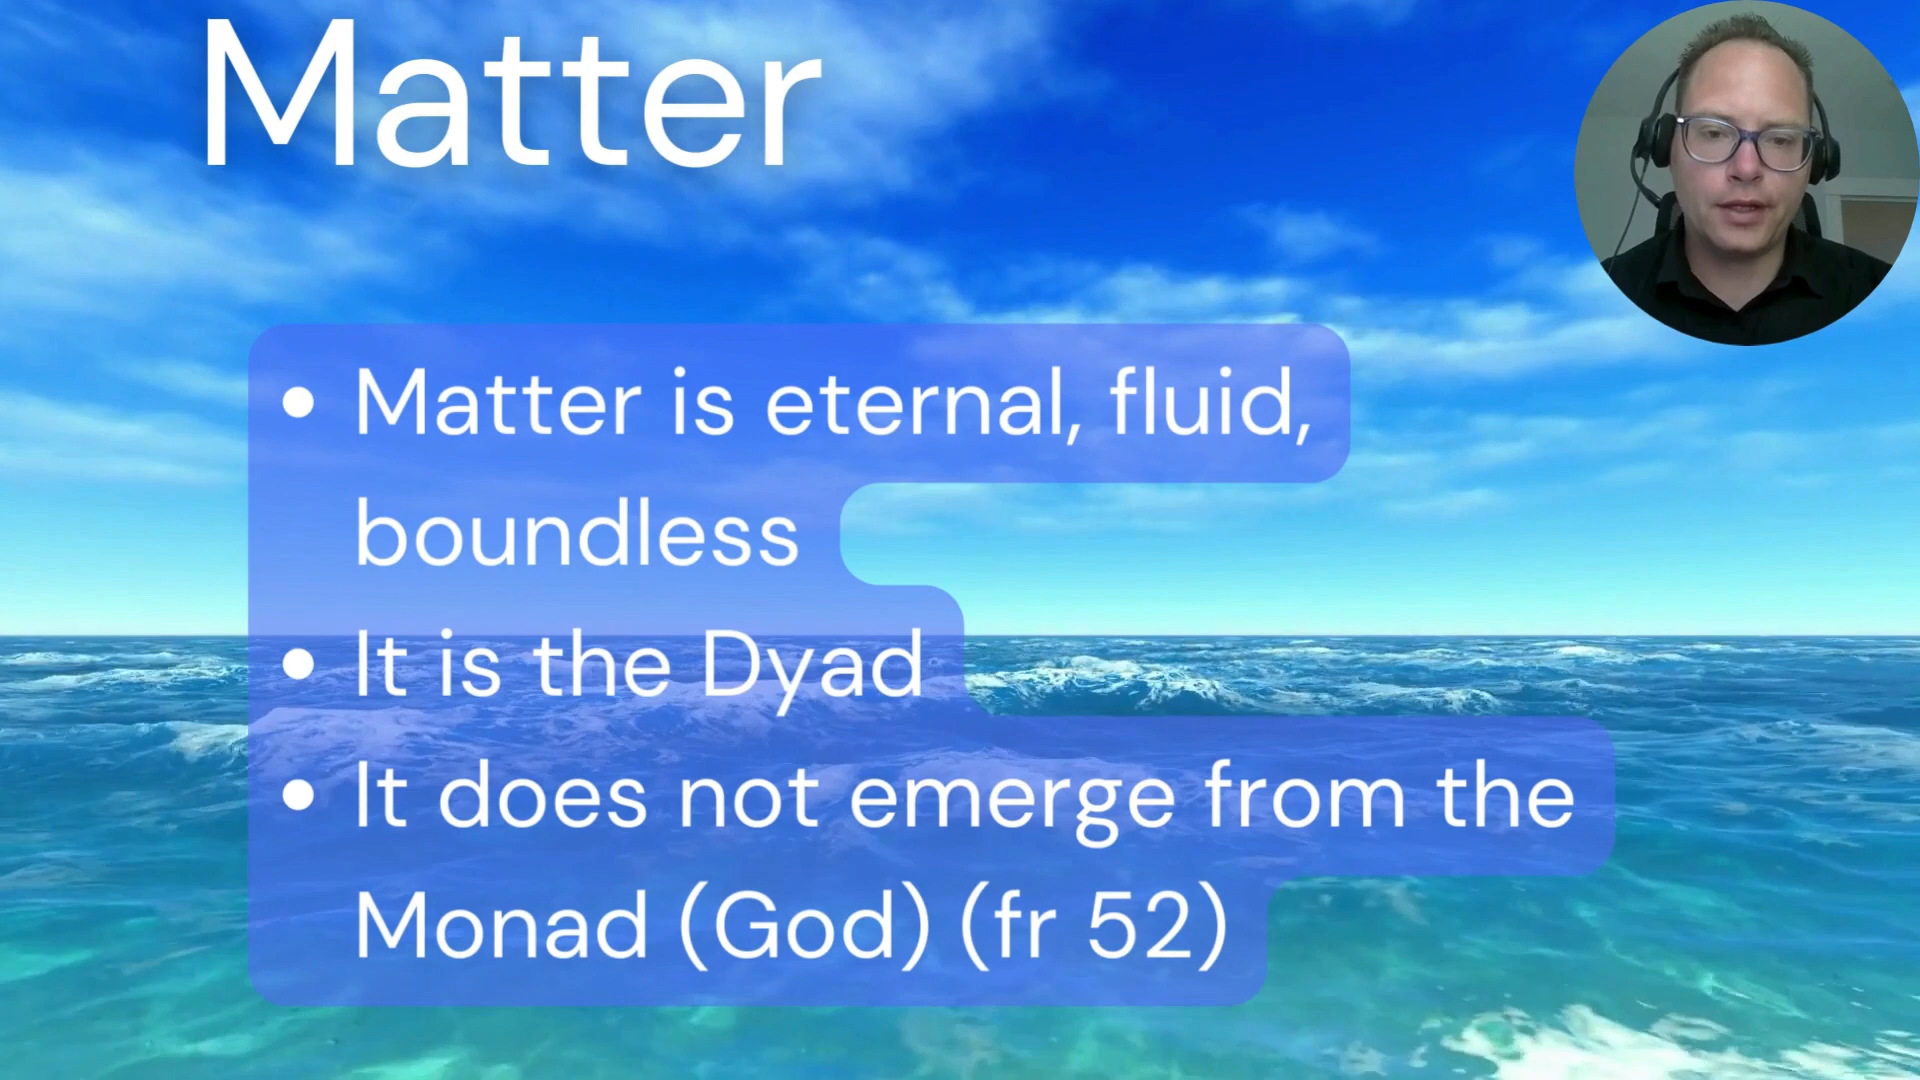 Matter
• Matter is eternal, fluid,
boundless
• It is the Dyad
• It does not emerge from the
Monad (God) (fr 52)